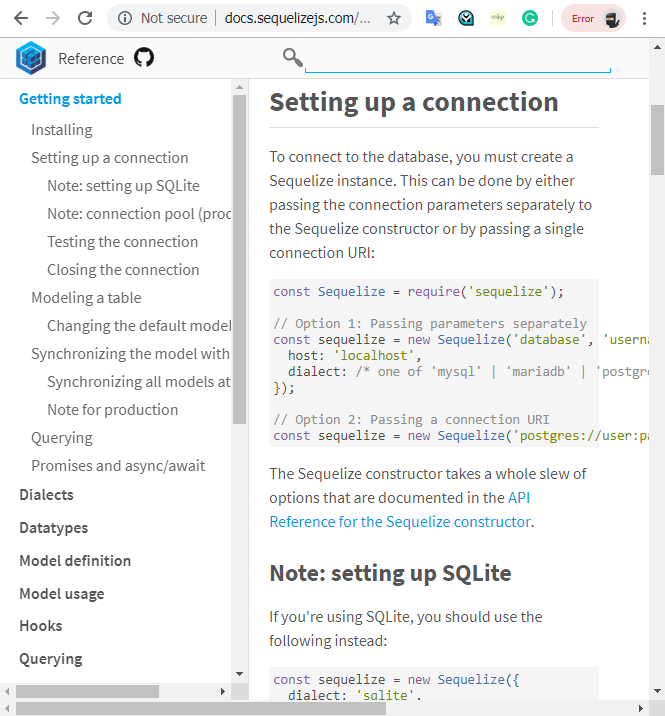 Not secure | docs.sequelizejs.com/...
Error
Reference
Getting started
Installing
Setting up a connection
Note: setting up SQLite
Note: connection pool (proc
Testing the connection
Closing the connection
Modeling a table
Changing the default model
Synchronizing the model with
Synchronizing all models at
Note for production
Querying
Promises and async/await
Dialects
Datatypes
Model definition
Model usage
Hooks
Querying
Setting up a connection
To connect to the database, you must create a
Sequelize instance. This can be done by either
passing the connection parameters separately to
the Sequelize constructor or by passing a single
connection URI:
const Sequelize = require('sequelize');
// Option 1: Passing parameters separately
const sequelize = new Sequelize('database', 'userna
host: 'localhost',
dialect: /* one of 'mysql' | 'mariadb' | 'postgre
});
// Option 2: Passing a connection URI
const sequelize = new Sequelize('postgres://user:pa
The Sequelize constructor takes a whole slew of
options that are documented in the API
Reference for the Sequelize constructor.
Note: setting up SQLite
If you're using SQLite, you should use the
following instead:
const sequelize = new Sequelize({
dialect: 'sqlite',